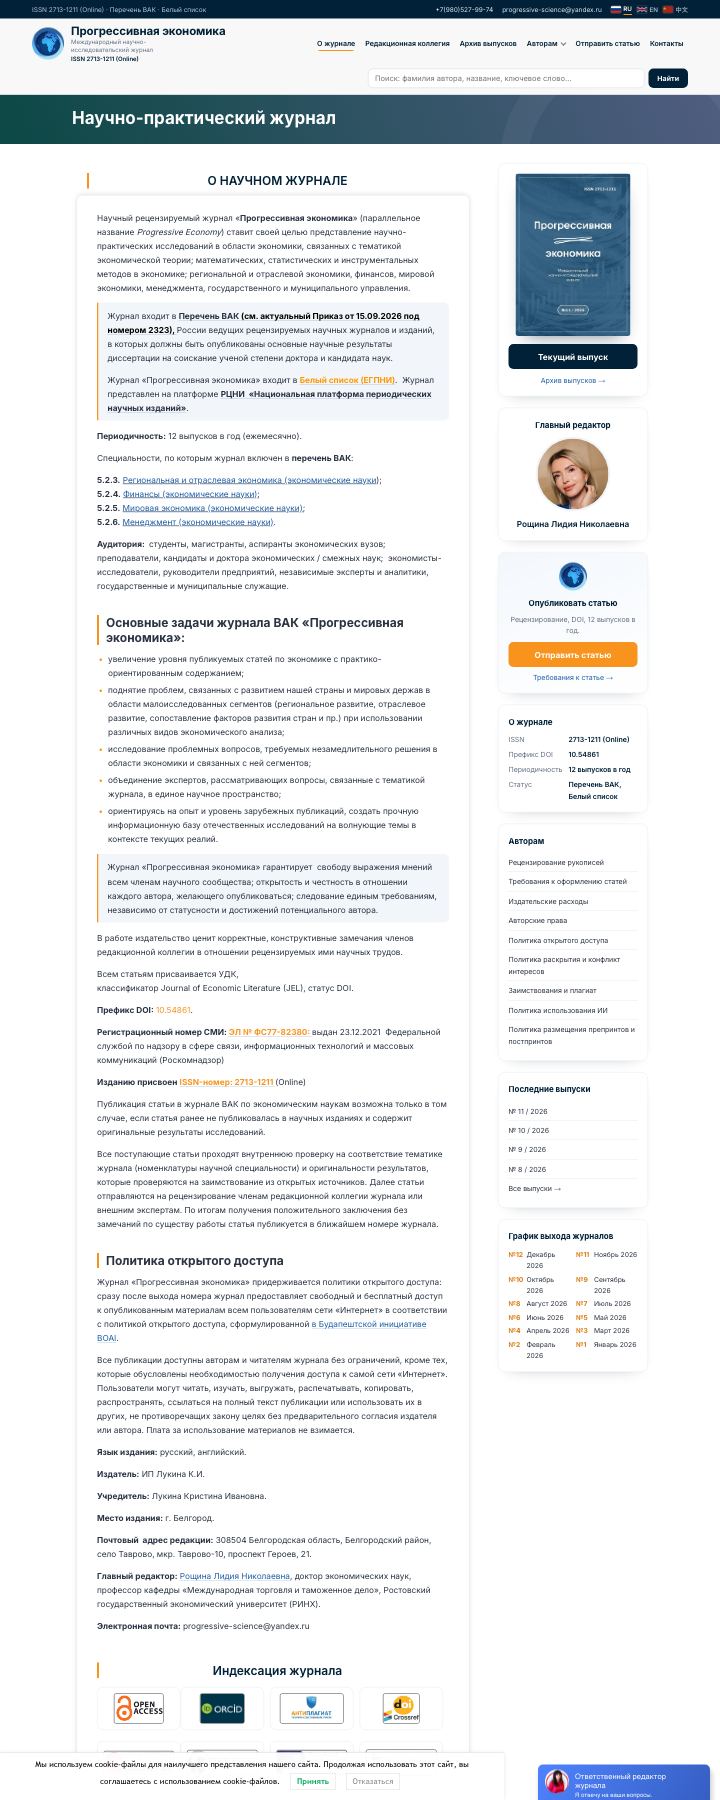 ISSN 2713-1211 (Online) · Перечень ВАК · Белый список
+7(980)527-99-74 progressive-science@yandex.ru RU EN 中文
Прогрессивная экономика
Международный научно-
исследовательский журнал
ISSN 2713-1211 (Online)
О журнале Редакционная коллегия Архив выпусков Авторам Отправить статью Контакты
Поиск: фамилия автора, название, ключевое слово... Найти
Научно-практический журнал
О НАУЧНОМ ЖУРНАЛЕ
Научный рецензируемый журнал «Прогрессивная экономика» (параллельное
название Progressive Economy) ставит своей целью представление научно-
практических исследований в области экономики, связанных с тематикой
экономической теории; математических, статистических и инструментальных
методов в экономике; региональной и отраслевой экономики, финансов, мировой
экономики, менеджмента, государственного и муниципального управления.
Журнал входит в Перечень ВАК (см. актуальный Приказ от 15.09.2026 под
номером 2323), России ведущих рецензируемых научных журналов и изданий,
в которых должны быть опубликованы основные научные результаты
диссертации на соискание ученой степени доктора и кандидата наук.
Журнал «Прогрессивная экономика» входит в Белый список (ЕГПНИ). Журнал
представлен на платформе РЦНИ «Национальная платформа периодических
научных изданий».
Периодичность: 12 выпусков в год (ежемесячно).
Специальности, по которым журнал включен в перечень ВАК:
5.2.3. Региональная и отраслевая экономика (экономические науки);
5.2.4. Финансы (экономические науки);
5.2.5. Мировая экономика (экономические науки);
5.2.6. Менеджмент (экономические науки).
Аудитория: студенты, магистранты, аспиранты экономических вузов;
преподаватели, кандидаты и доктора экономических / смежных наук; экономисты-
исследователи, руководители предприятий, независимые эксперты и аналитики,
государственные и муниципальные служащие.
Основные задачи журнала ВАК «Прогрессивная
экономика»:
увеличение уровня публикуемых статей по экономике с практико-
ориентированным содержанием;
поднятие проблем, связанных с развитием нашей страны и мировых держав в
области малоисследованных сегментов (региональное развитие, отраслевое
развитие, сопоставление факторов развития стран и пр.) при использовании
различных видов экономического анализа;
исследование проблемных вопросов, требуемых незамедлительного решения в
области экономики и связанных с ней сегментов;
объединение экспертов, рассматривающих вопросы, связанные с тематикой
журнала, в единое научное пространство;
ориентируясь на опыт и уровень зарубежных публикаций, создать прочную
информационную базу отечественных исследований на волнующие темы в
контексте текущих реалий.
Журнал «Прогрессивная экономика» гарантирует свободу выражения мнений
всем членам научного сообщества; открытость и честность в отношении
каждого автора, желающего опубликоваться; следование единым требованиям,
независимо от статусности и достижений потенциального автора.
В работе издательство ценит корректные, конструктивные замечания членов
редакционной коллегии в отношении рецензируемых ими научных трудов.
Всем статьям присваивается УДК,
классификатор Journal of Economic Literature (JEL), статус DOI.
Префикс DOI: 10.54861.
Регистрационный номер СМИ: ЭЛ № ФС77-82380: выдан 23.12.2021 Федеральной
службой по надзору в сфере связи, информационных технологий и массовых
коммуникаций (Роскомнадзор)
Изданию присвоен ISSN-номер: 2713-1211 (Online)
Публикация статьи в журнале ВАК по экономическим наукам возможна только в том
случае, если статья ранее не публиковалась в научных изданиях и содержит
оригинальные результаты исследований.
Все поступающие статьи проходят внутреннюю проверку на соответствие тематике
журнала (номенклатуры научной специальности) и оригинальности результатов,
которые проверяются на заимствование из открытых источников. Далее статьи
отправляются на рецензирование членам редакционной коллегии журнала или
внешним экспертам. По итогам получения положительного заключения без
замечаний по существу работы статья публикуется в ближайшем номере журнала.
Политика открытого доступа
Журнал «Прогрессивная экономика» придерживается политики открытого доступа:
сразу после выхода номера журнал предоставляет свободный и бесплатный доступ
к опубликованным материалам всем пользователям сети «Интернет» в соответствии
с политикой открытого доступа, сформулированной в Будапештской инициативе
BOAI.
Все публикации доступны авторам и читателям журнала без ограничений, кроме тех,
которые обусловлены необходимостью получения доступа к самой сети «Интернет».
Пользователи могут читать, изучать, выгружать, распечатывать, копировать,
распространять, ссылаться на полный текст публикации или использовать их в
других, не противоречащих закону целях без предварительного согласия издателя
или автора. Плата за использование материалов не взимается.
Язык издания: русский, английский.
Издатель: ИП Лукина К.И.
Учредитель: Лукина Кристина Ивановна.
Место издания: г. Белгород.
Почтовый адрес редакции: 308504 Белгородская область, Белгородский район,
село Таврово, мкр. Таврово-10, проспект Героев, 21.
Главный редактор: Рощина Лидия Николаевна, доктор экономических наук,
профессор кафедры «Международная торговля и таможенное дело», Ростовский
государственный экономический университет (РИНХ).
Электронная почта: progressive-science@yandex.ru
Индексация журнала
OPEN ACCESS
iD ORCID
АНТИПЛАГИАТ
doi Crossref
ISSN 2713-1211
Прогрессивная
экономика
Текущий выпуск
Архив выпусков →
Главный редактор
Рощина Лидия Николаевна
Опубликовать статью
Рецензирование, DOI, 12 выпусков в
год.
Отправить статью
Требования к статье →
О журнале
ISSN 2713-1211 (Online)
Префикс DOI 10.54861
Периодичность 12 выпусков в год
Статус Перечень ВАК,
Белый список
Авторам
Рецензирование рукописей
Требования к оформлению статей
Издательские расходы
Авторские права
Политика открытого доступа
Политика раскрытия и конфликт
интересов
Заимствования и плагиат
Политика использования ИИ
Политика размещения препринтов и
постпринтов
Последние выпуски
№ 11 / 2026
№ 10 / 2026
№ 9 / 2026
№ 8 / 2026
Все выпуски →
График выхода журналов
№12 Декабрь 2026 №11 Ноябрь 2026
№10 Октябрь 2026 №9 Сентябрь 2026
№8 Август 2026 №7 Июль 2026
№6 Июнь 2026 №5 Май 2026
№4 Апрель 2026 №3 Март 2026
№2 Февраль 2026 №1 Январь 2026
Мы используем cookie-файлы для наилучшего представления нашего сайта. Продолжая использовать этот сайт, вы
соглашаетесь с использованием cookie-файлов. Принять Отказаться
Ответственный редактор
журнала
Я отвечу на ваши вопросы.